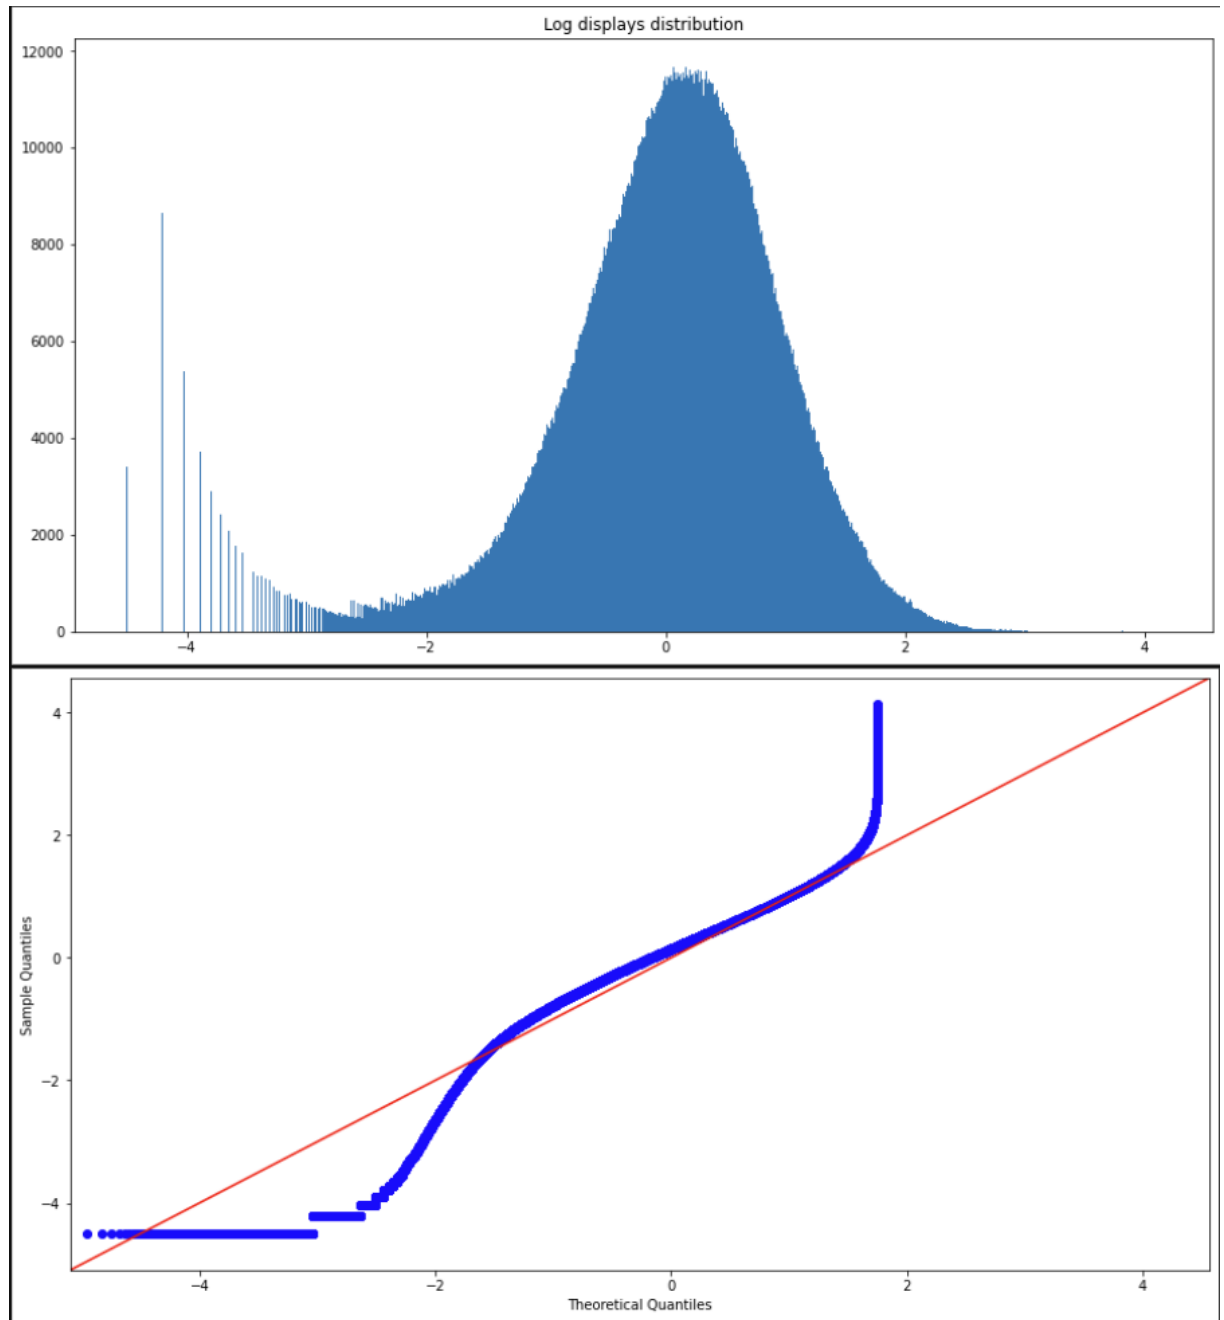 Log displays distribution
12000
10000
8000
6000
4000
2000
0
−4 −2 0 2 4
4
2
0
−2
−4
Sample Quantiles
−4 −2 0 2 4
Theoretical Quantiles